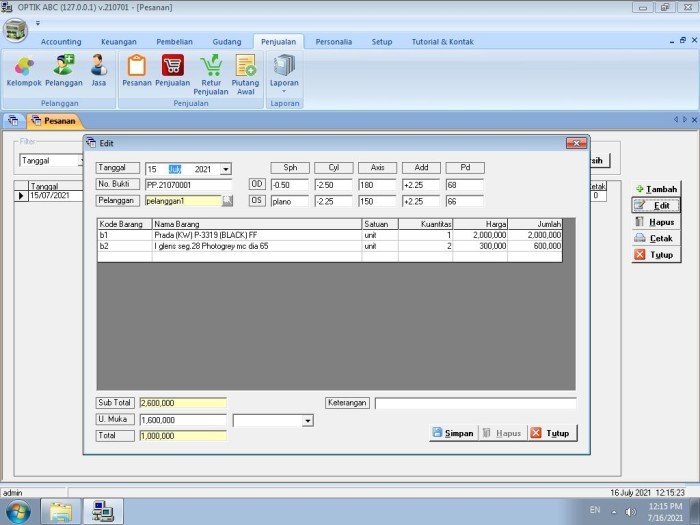 OPTIK ABC (127.0.0.1) v.210701 - [Pesanan]
Accounting Keuangan Pembelian Gudang Penjualan Personalia Setup Tutorial & Kontak
Kelompok Pelanggan Jasa Pesanan Penjualan Retur Penjualan Piutang Awal Laporan
Pelanggan Penjualan Laporan
Pesanan
Filter
Tanggal
Tanggal
15/07/2021
0
Tambah
Edit
Hapus
Cetak
Tutup
Edit
Tanggal 15 July 2021 Sph Cyl Axis Add Pd
No. Bukti PP.21070001 OD -0.50 -2.50 180 +2.25 68
Pelanggan pelanggan1 OS plano -2.25 150 +2.25 66
Kode Barang Nama Barang Satuan Kuantitas Harga Jumlah
b1 Prada (KW) P-3319 (BLACK) FF unit 1 2,000,000 2,000,000
b2 I glens seg.28 Photogrey mc dia 65 unit 2 300,000 600,000
Sub Total 2,600,000 Keterangan
U. Muka 1,600,000
Total 1,000,000
Simpan Hapus Tutup
admin 16 July 2021 12:15:23
EN 12:15 PM
7/16/2021